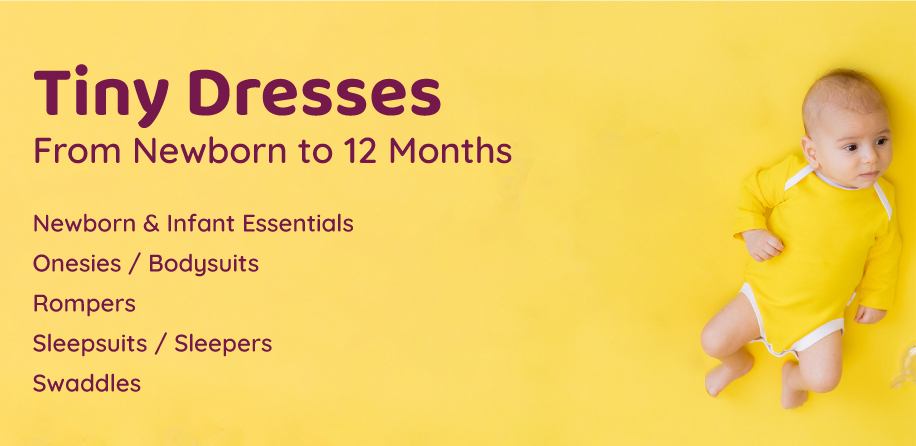 Tiny Dresses
From Newborn to 12 Months
Newborn & Infant Essentials
Onesies / Bodysuits
Rompers
Sleepsuits / Sleepers
Swaddles